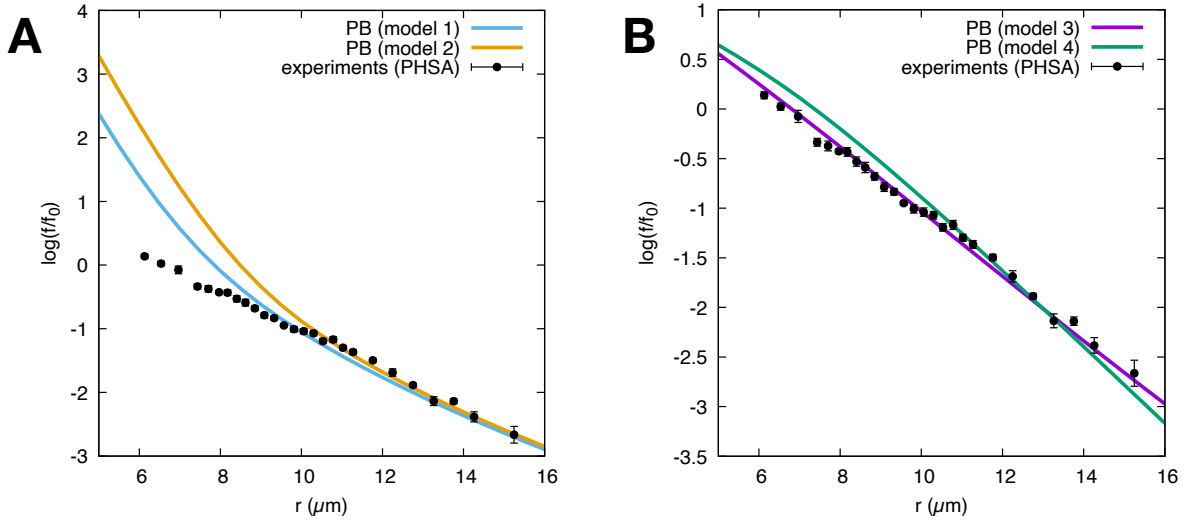 A
PB (model 1)
PB (model 2)
experiments (PHSA)
4
3
2
1
0
-1
-2
-3
log(f/f0)
6
8
10
12
14
16
r (µm)
B
PB (model 3)
PB (model 4)
experiments (PHSA)
1
0.5
0
-0.5
-1
-1.5
-2
-2.5
-3
-3.5
log(f/f0)
6
8
10
12
14
16
r (µm)